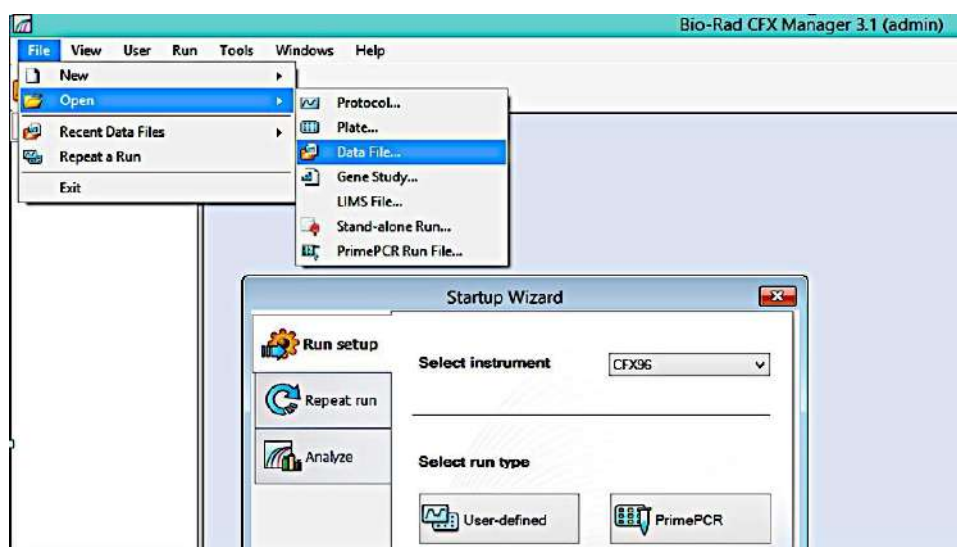 Bio-Rad CFX Manager 3.1 (admin)
File View User Run Tools Windows Help
New
Open
Recent Data Files
Repeat a Run
Exit
Protocol...
Plate...
Data File...
Gene Study...
LIMS File...
Stand-alone Run...
PrimePCR Run File...
Startup Wizard
Run setup
Repeat run
Analyze
Select instrument
CFX96
Select run type
User-defined
PrimePCR